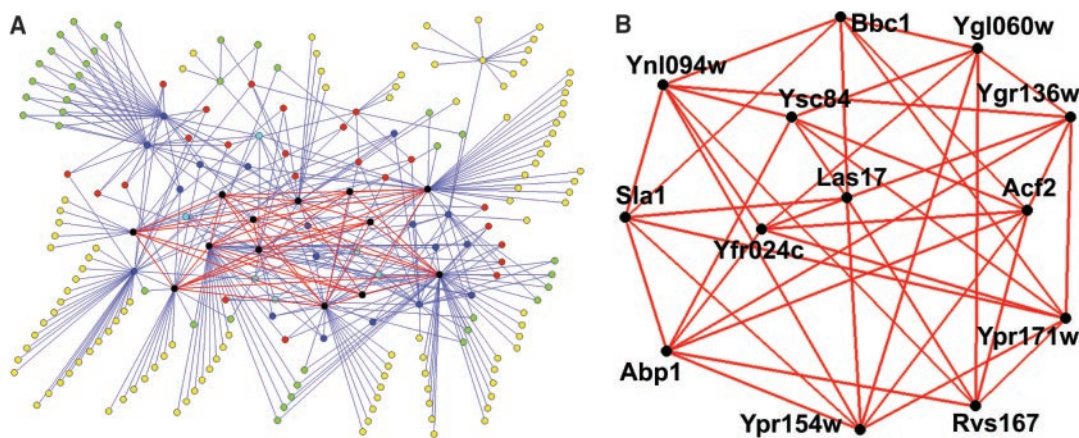 A
B
Bbc1
Ygl060w
Ynl094w
Ygr136w
Ysc84
Las17
Acf2
Sla1
Yfr024c
Ypr171w
Abp1
Ypr154w
Rvs167